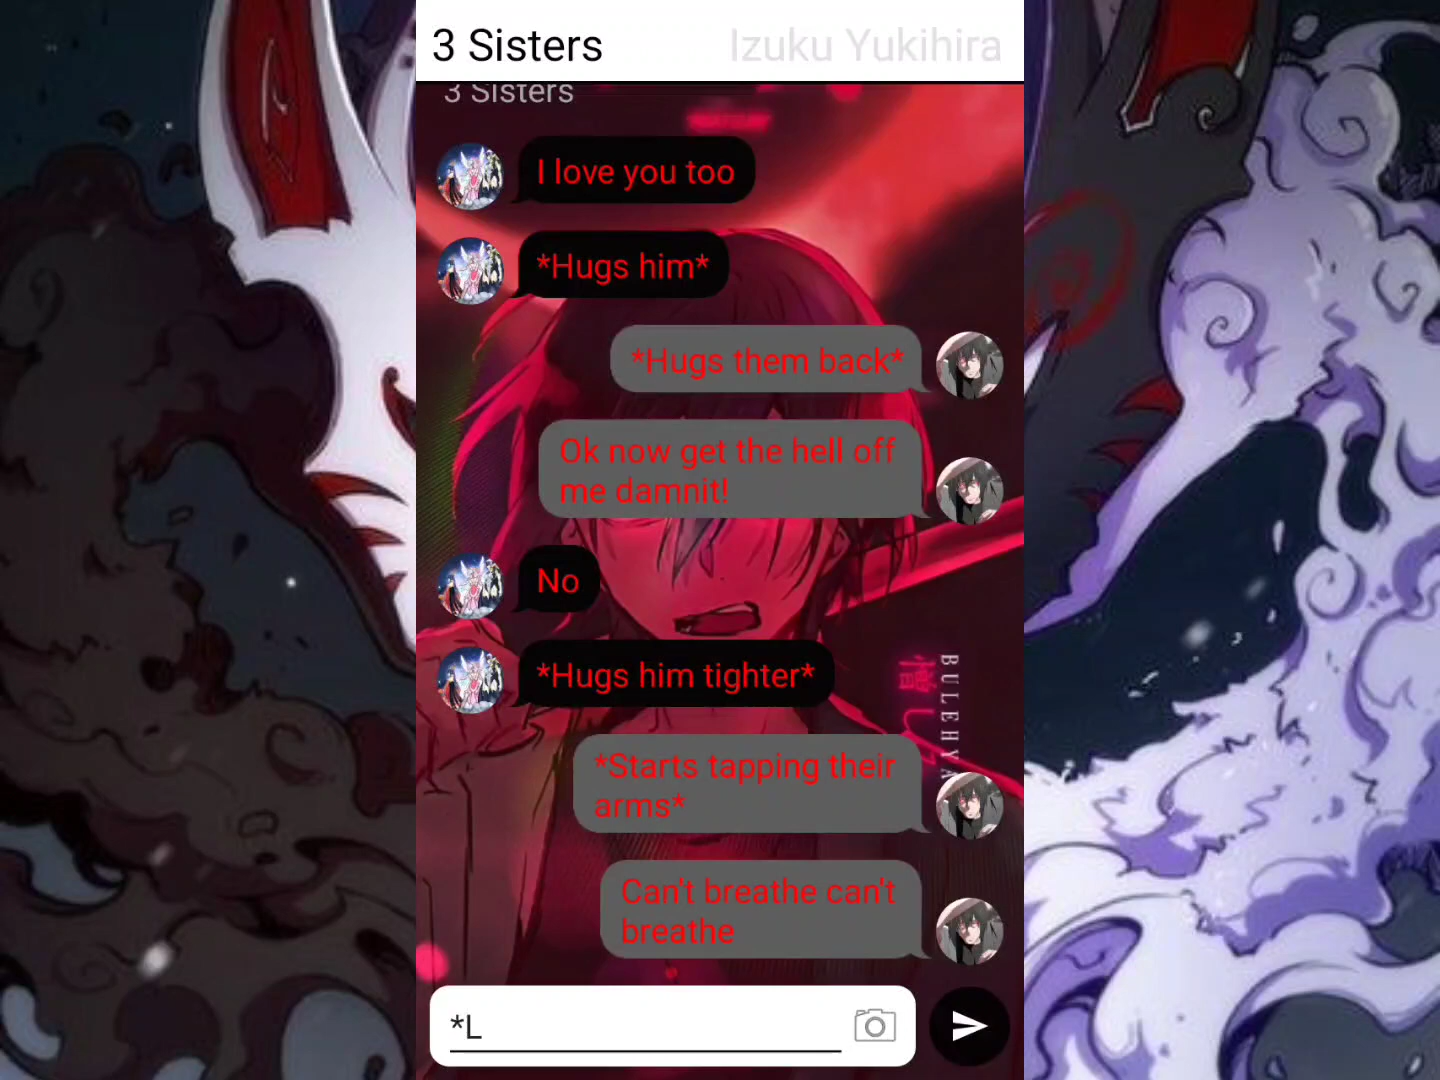 3 Sisters
Izuku Yukihira
3 Sisters
I love you too
*Hugs him*
*Hugs them back*
Ok now get the hell off
me damnit!
No
*Hugs him tighter*
*Starts tapping their
arms*
Can't breathe can't
breathe
*L